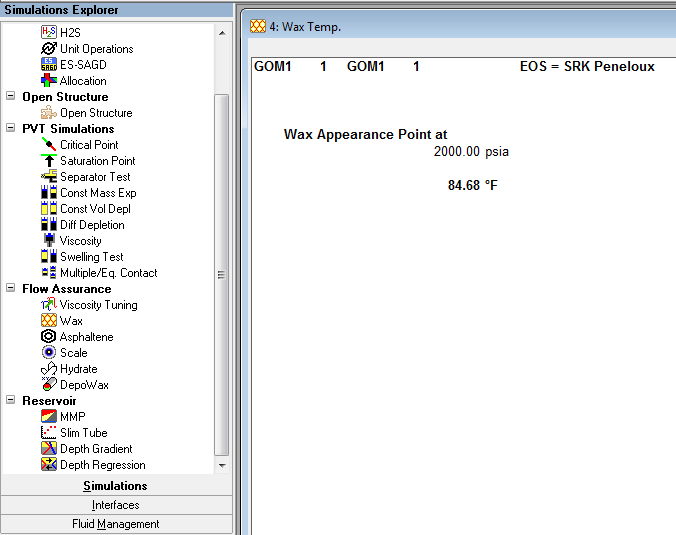 Simulations Explorer
H2S
H₂S
Unit Operations
ES
SAGD
ES-SAGD
Allocation
Open Structure
Open Structure
PVT Simulations
Critical Point
Saturation Point
Separator Test
Const Mass Exp
Const Vol Depl
Diff Depletion
Viscosity
Swelling Test
Multiple/Eq. Contact
Flow Assurance
Viscosity Tuning
Wax
Asphaltene
Scale
Hydrate
DepoWax
Reservoir
MMP
Slim Tube
Depth Gradient
Depth Regression
Simulations
Interfaces
Fluid Management
4: Wax Temp.
GOM1 1 GOM1 1 EOS = SRK Peneloux
Wax Appearance Point at
2000.00 psia
84.68 °F